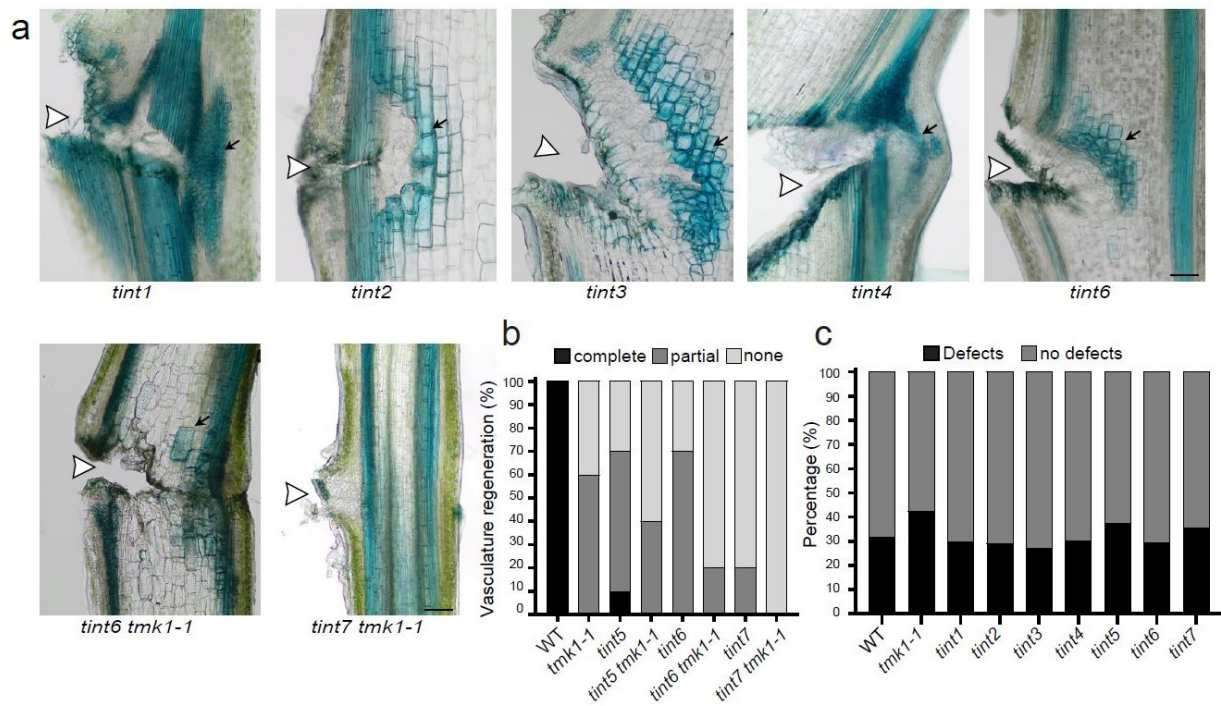 a
tint1
tint2
tint3
tint4
tint6
tint6 tmk1-1
tint7 tmk1-1
b
complete partial none
Vasculature regeneration (%)
100
90
80
70
60
50
40
30
20
10
0
WT
tmk1-1
tint5
tint5 tmk1-1
tint6
tint6 tmk1-1
tint7
tint7 tmk1-1
c
Defects no defects
Percentage (%)
100
90
80
70
60
50
40
30
20
10
0
WT
tmk1-1
tint1
tint2
tint3
tint4
tint5
tint6
tint7